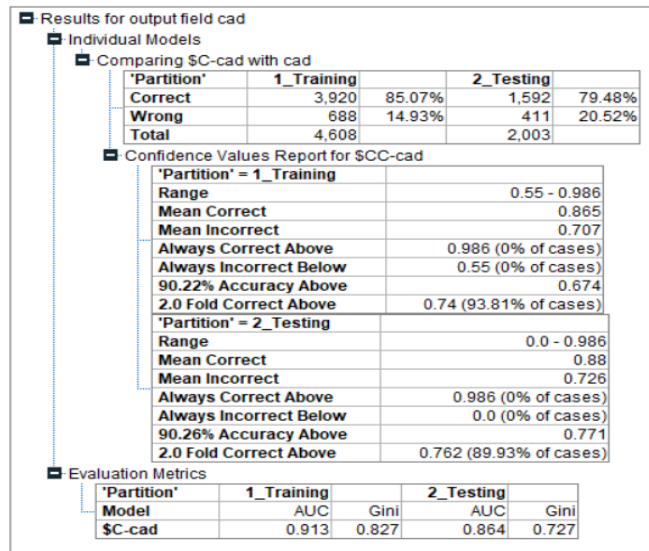 Results for output field cad
Individual Models
Comparing $C-cad with cad
'Partition' 1_Training 2_Testing
Correct 3,920 85.07% 1,592 79.48%
Wrong 688 14.93% 411 20.52%
Total 4,608 2,003
Confidence Values Report for $CC-cad
'Partition' = 1_Training
Range 0.55 - 0.986
Mean Correct 0.865
Mean Incorrect 0.707
Always Correct Above 0.986 (0% of cases)
Always Incorrect Below 0.55 (0% of cases)
90.22% Accuracy Above 0.674
2.0 Fold Correct Above 0.74 (93.81% of cases)
'Partition' = 2_Testing
Range 0.0 - 0.986
Mean Correct 0.88
Mean Incorrect 0.726
Always Correct Above 0.986 (0% of cases)
Always Incorrect Below 0.0 (0% of cases)
90.26% Accuracy Above 0.771
2.0 Fold Correct Above 0.762 (89.93% of cases)
Evaluation Metrics
'Partition' 1_Training 2_Testing
Model AUC Gini AUC Gini
$C-cad 0.913 0.827 0.864 0.727